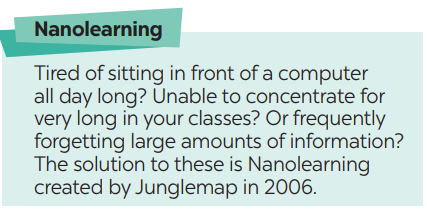 Nanolearning
Tired of sitting in front of a computer
all day long? Unable to concentrate for
very long in your classes? Or frequently
forgetting large amounts of information?
The solution to these is Nanolearning
created by Junglemap in 2006.